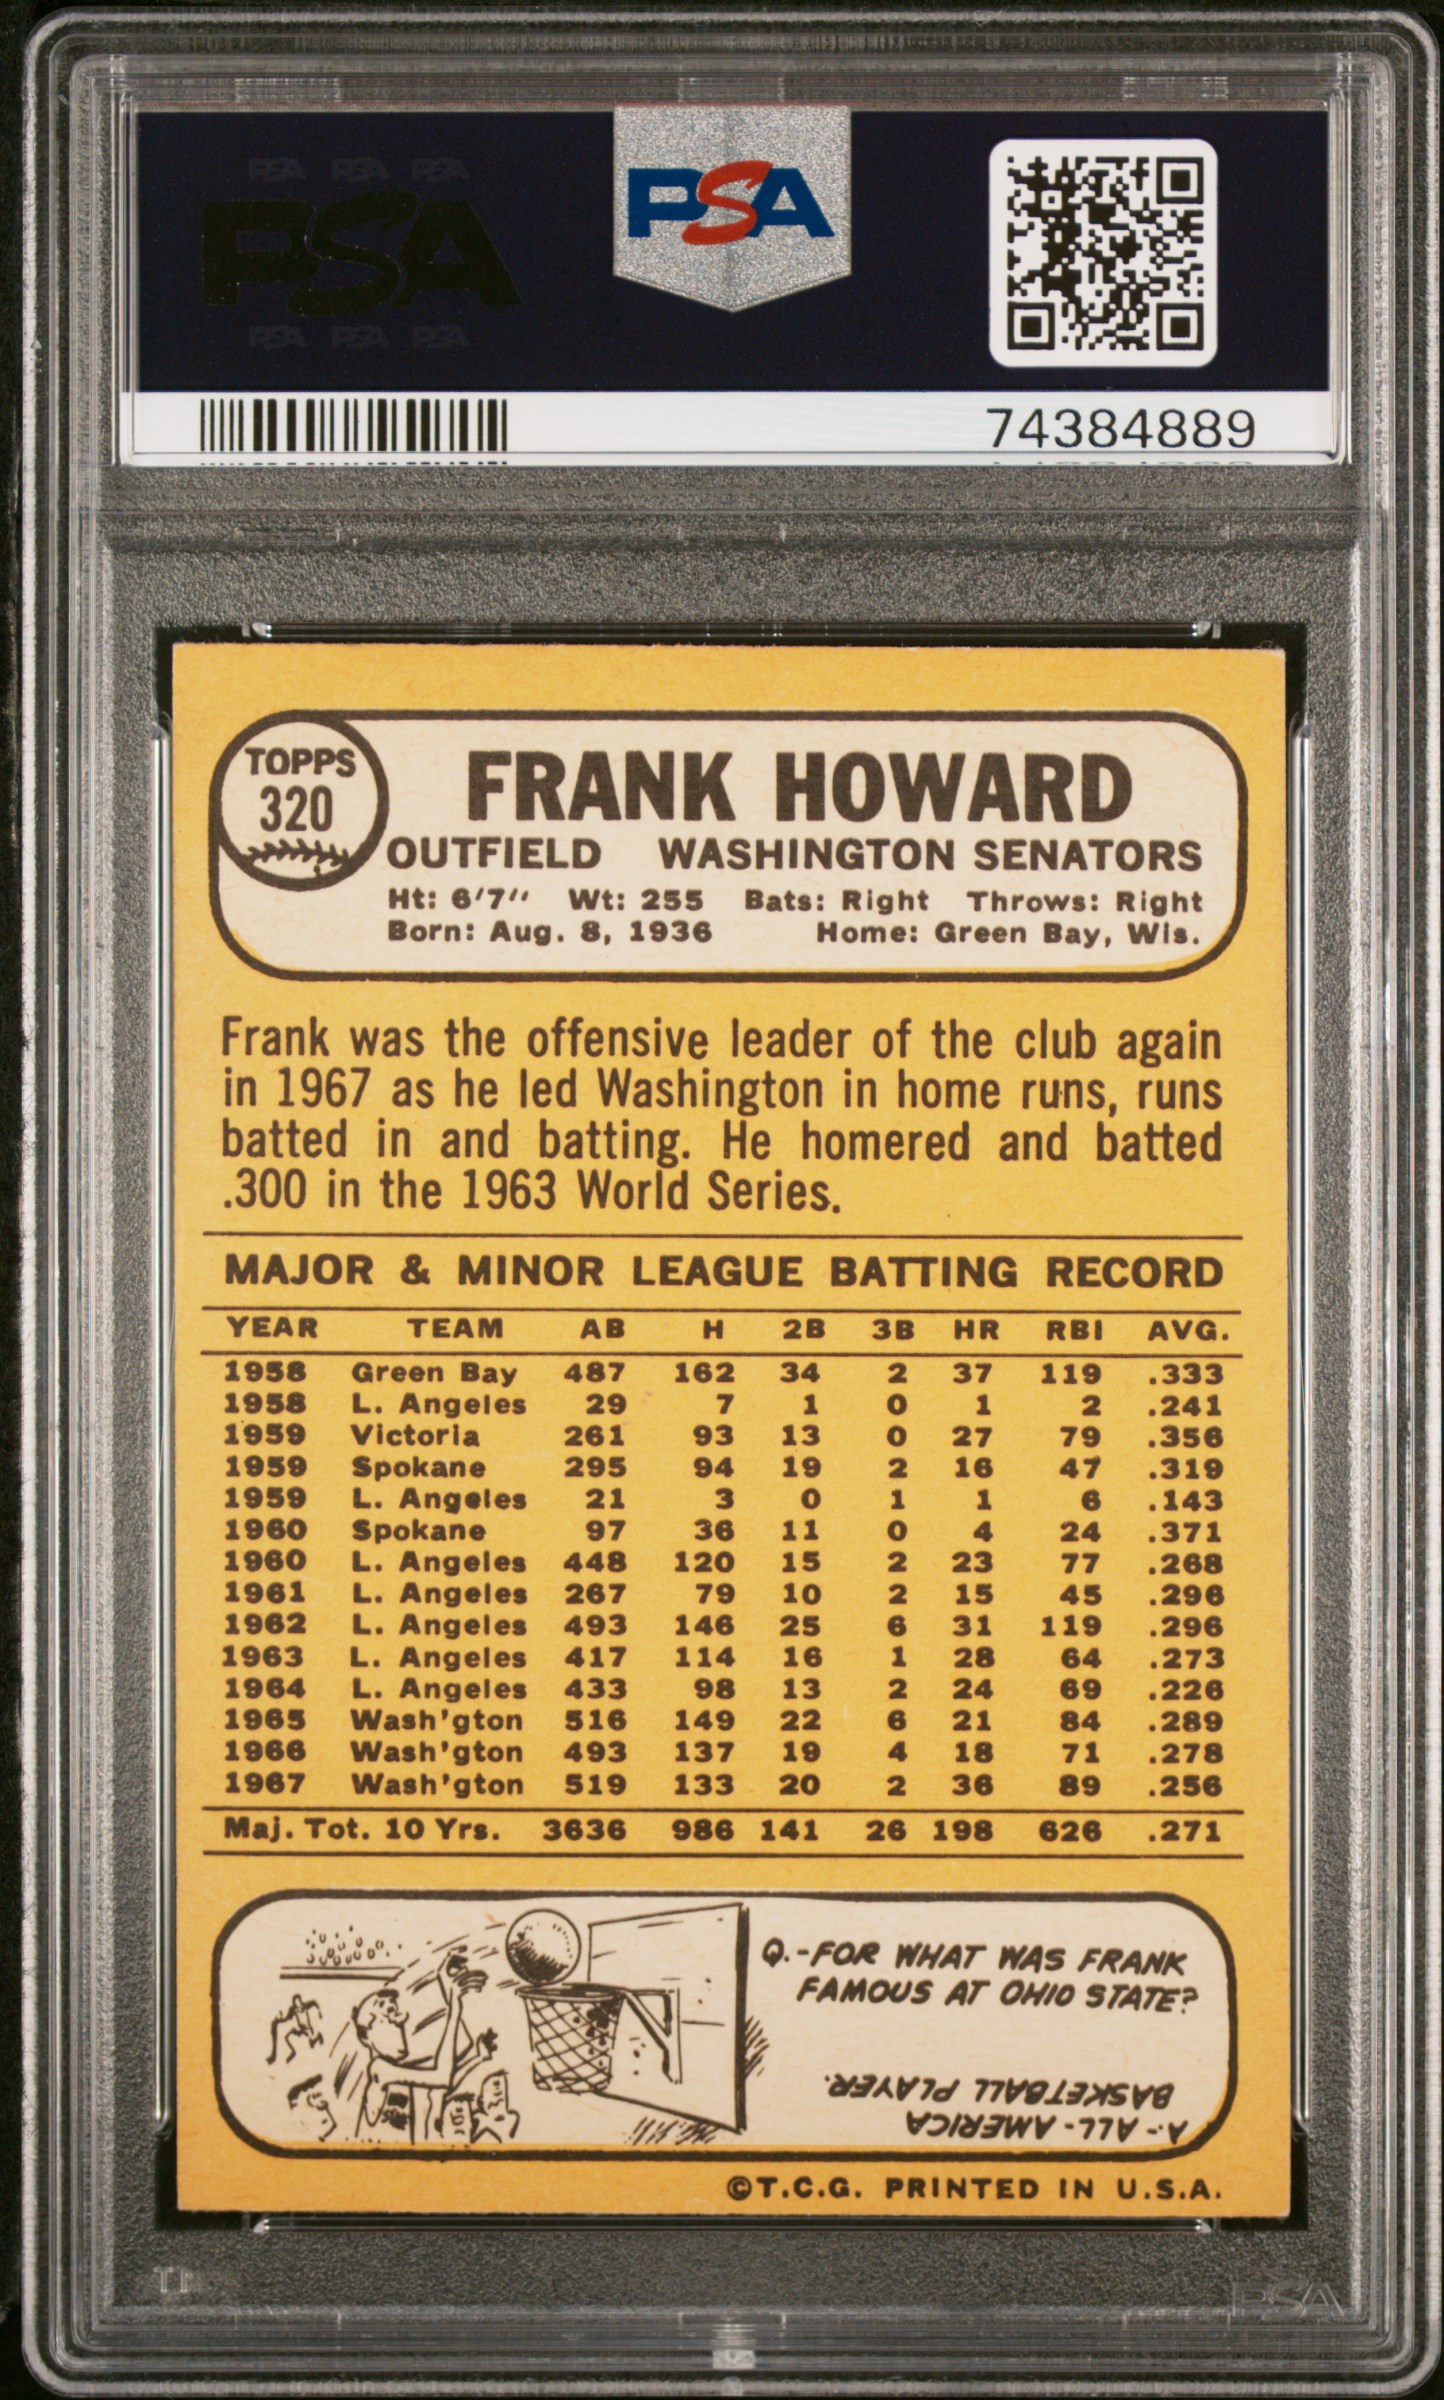 PSA PSA PSA
PSA
PSA PSA PSA
PSA
74384889
TOPPS
320
FRANK HOWARD
OUTFIELD WASHINGTON SENATORS
Ht: 6'7" Wt: 255 Bats: Right Throws: Right
Born: Aug. 8, 1936 Home: Green Bay, Wis.
Frank was the offensive leader of the club again
in 1967 as he led Washington in home runs, runs
batted in and batting. He homered and batted
.300 in the 1963 World Series.
MAJOR & MINOR LEAGUE BATTING RECORD
YEAR TEAM AB H 2B 3B HR RBI AVG.
1958 Green Bay 487 162 34 2 37 119 .333
1958 L. Angeles 29 7 1 0 1 2 .241
1959 Victoria 261 93 13 0 27 79 .356
1959 Spokane 295 94 19 2 16 47 .319
1959 L. Angeles 21 3 0 1 1 6 .143
1960 Spokane 97 36 11 0 4 24 .371
1960 L. Angeles 448 120 15 2 23 77 .268
1961 L. Angeles 267 79 10 2 15 45 .296
1962 L. Angeles 493 146 25 6 31 119 .296
1963 L. Angeles 417 114 16 1 28 64 .273
1964 L. Angeles 433 98 13 2 24 69 .226
1965 Wash'gton 516 149 22 6 21 84 .289
1966 Wash'gton 493 137 19 4 18 71 .278
1967 Wash'gton 519 133 20 2 36 89 .256
Maj. Tot. 10 Yrs. 3636 986 141 26 198 626 .271
Q.-FOR WHAT WAS FRANK
FAMOUS AT OHIO STATE?
A.-ALL-AMERICA
BASKETBALL PLAYER.
©T.C.G. PRINTED IN U.S.A.
PSA